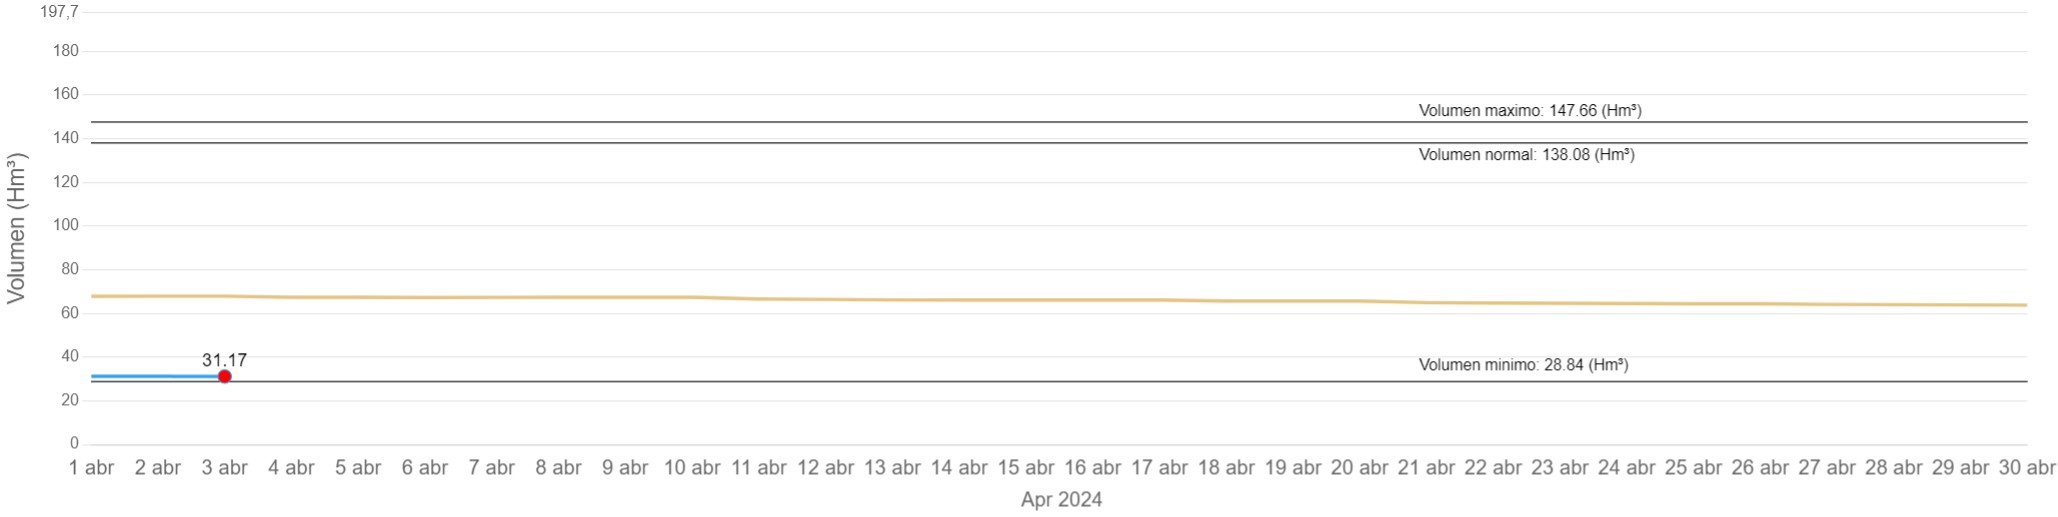 197,7
180
160
140
120
100
80
60
40
20
0
Volumen (Hm³)
Volumen maximo: 147.66 (Hm³)
Volumen normal: 138.08 (Hm³)
31.17
Volumen minimo: 28.84 (Hm³)
1 abr 2 abr 3 abr 4 abr 5 abr 6 abr 7 abr 8 abr 9 abr 10 abr 11 abr 12 abr 13 abr 14 abr 15 abr 16 abr 17 abr 18 abr 19 abr 20 abr 21 abr 22 abr 23 abr 24 abr 25 abr 26 abr 27 abr 28 abr 29 abr 30 abr
Apr 2024